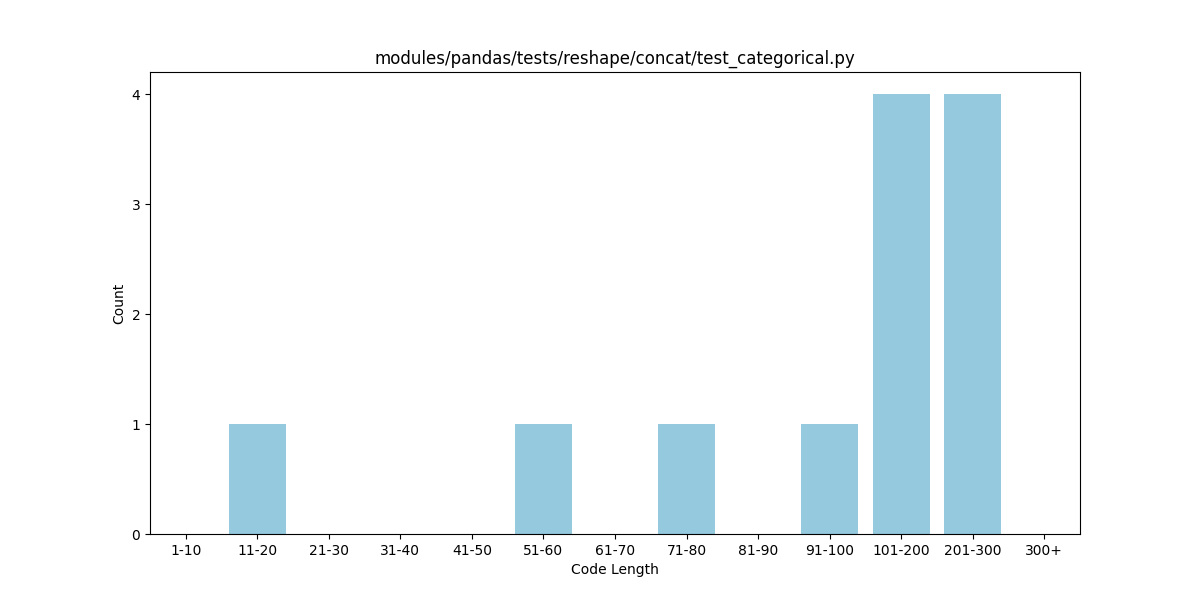 modules/pandas/tests/reshape/concat/test_categorical.py
4
3
2
1
0
Count
1-10 11-20 21-30 31-40 41-50 51-60 61-70 71-80 81-90 91-100 101-200 201-300 300+
Code Length